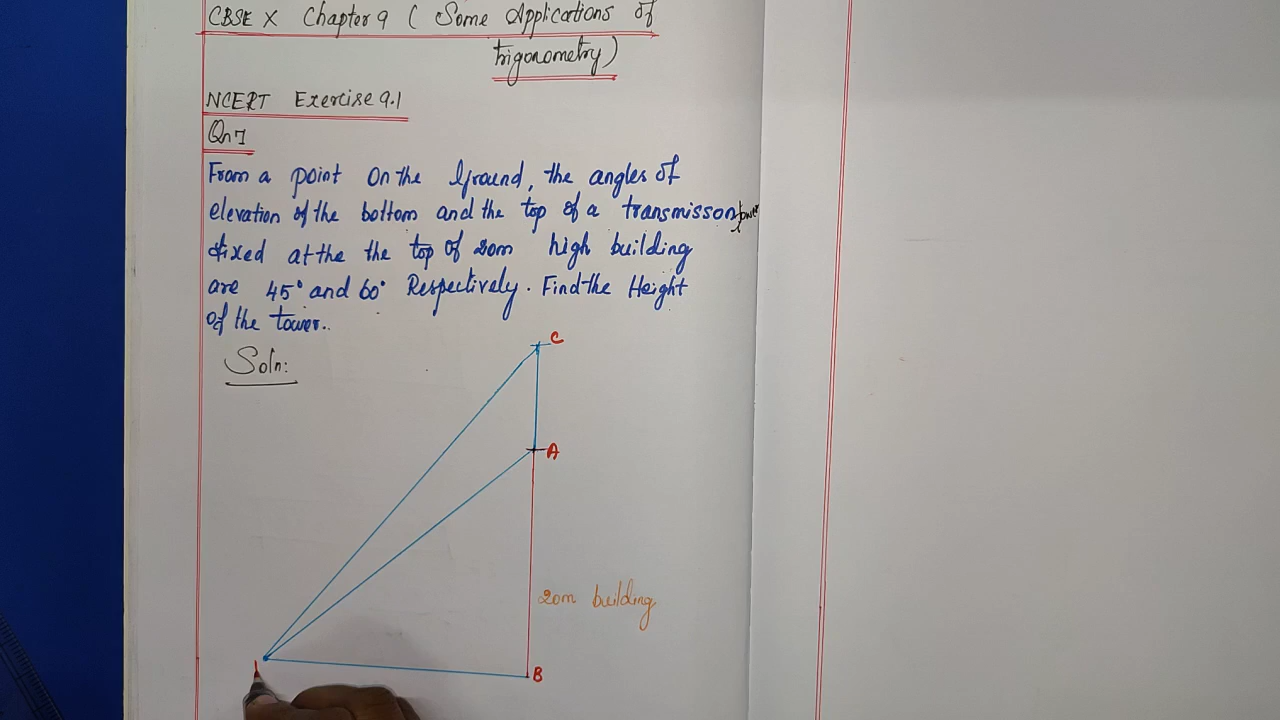 CBSE X Chapter 9 ( Some Applications of
trigonometry)
NCERT Exercise 9.1
Qn 7
From a point on the Ground, the angles of
elevation of the bottom and the top of a transmisson tower
fixed at the the top of 20m high building
are 45° and 60° Respectively. Find the Height
of the tower..
Soln:
C
A
20m building
B